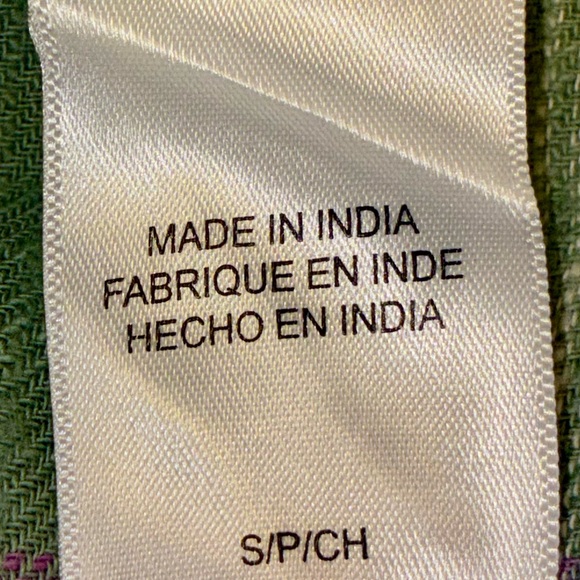 MADE IN INDIA
FABRIQUE EN INDE
HECHO EN INDIA
S/P/CH